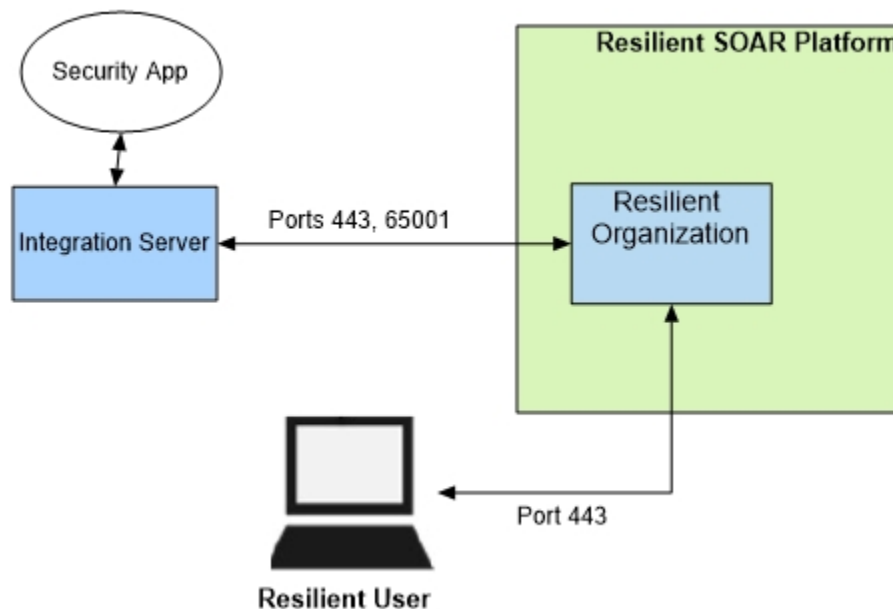 Resilient SOAR Platform
Security App
Integration Server
Ports 443, 65001
Resilient
Organization
Port 443
Resilient User